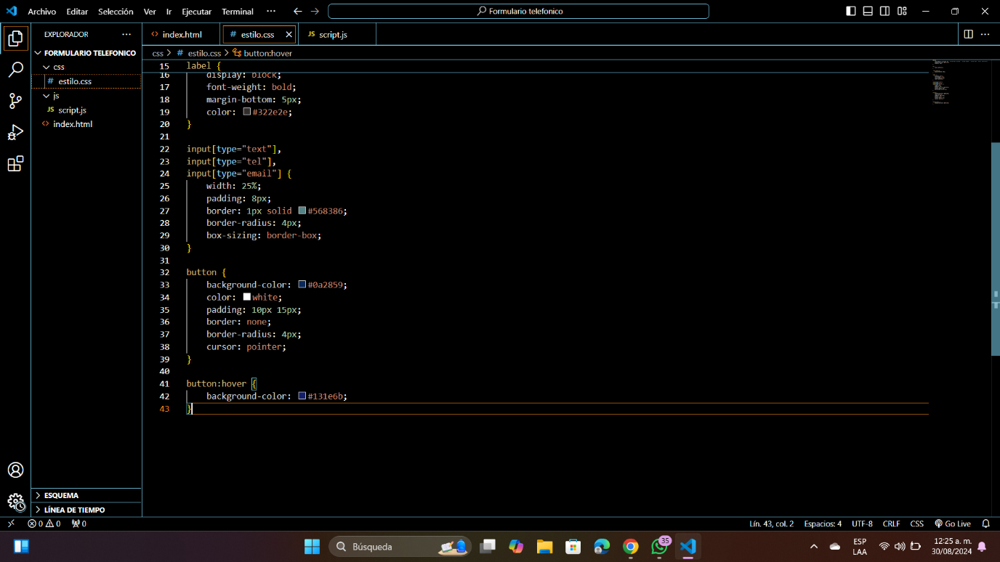 Archivo Editar Selección Ver Ir Ejecutar Terminal ··· Formulario telefonico
EXPLORADOR ···
FORMULARIO TELEFONICO
css
# estilo.css
js
JS script.js
<> index.html
ESQUEMA
LÍNEA DE TIEMPO
<> index.html # estilo.css JS script.js ···
css > # estilo.css > button:hover
15 label {
16 display: block;
17 font-weight: bold;
18 margin-bottom: 5px;
19 color: #322e2e;
20 }
21
22 input[type="text"],
23 input[type="tel"],
24 input[type="email"] {
25 width: 25%;
26 padding: 8px;
27 border: 1px solid #568386;
28 border-radius: 4px;
29 box-sizing: border-box;
30 }
31
32 button {
33 background-color: #0a2859;
34 color: white;
35 padding: 10px 15px;
36 border: none;
37 border-radius: 4px;
38 cursor: pointer;
39 }
40
41 button:hover {
42 background-color: #131e6b;
43 }
0 0 0 Lín. 43, col. 2 Espacios: 4 UTF-8 CRLF CSS Go Live
Búsqueda 35 ESP 12:25 a. m.
LAA 30/08/2024